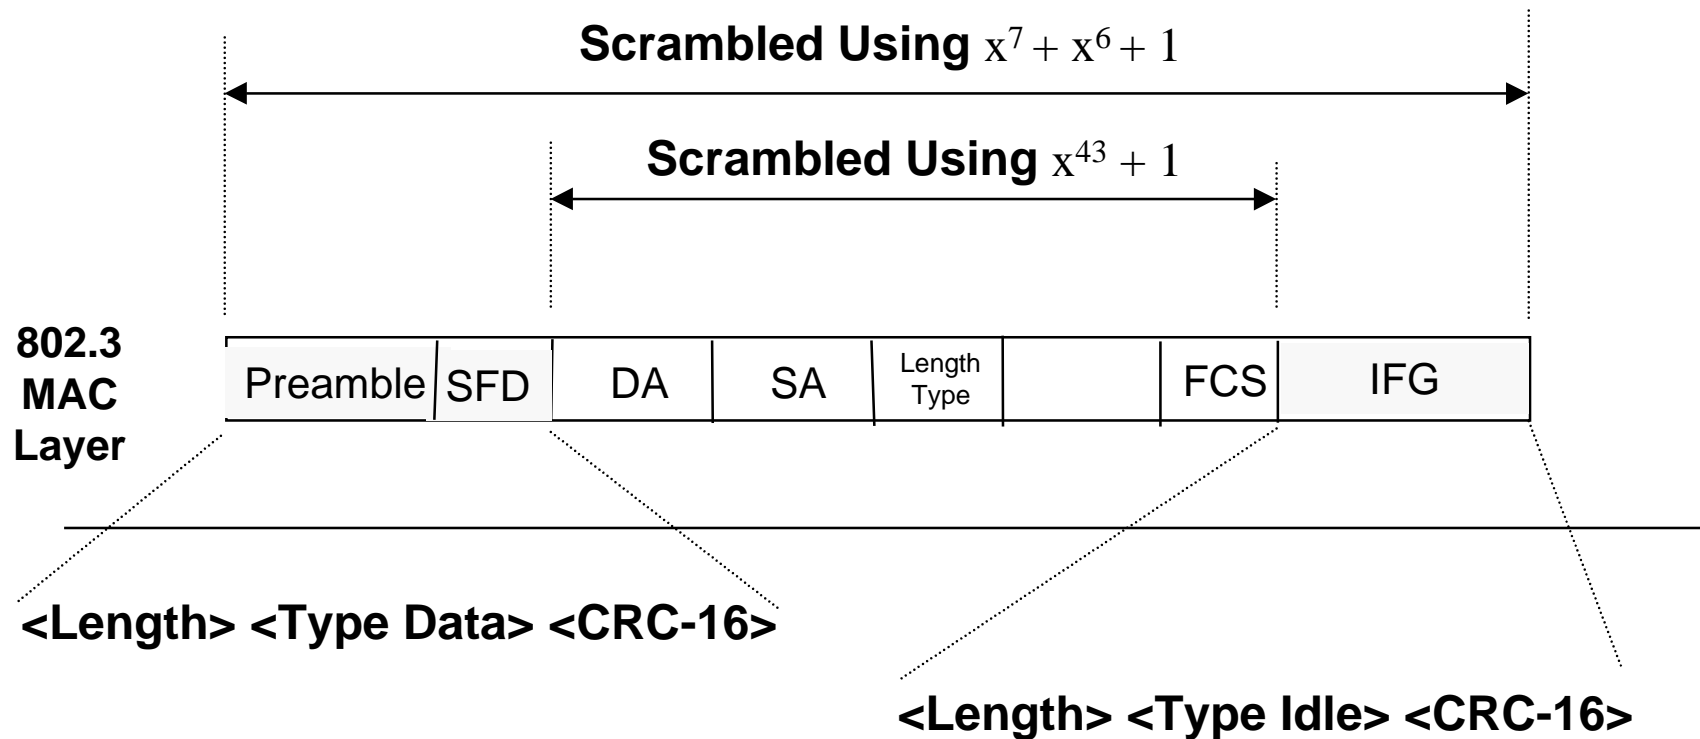 Scrambled Using x⁷ + x⁶ + 1
Scrambled Using x⁴³ + 1
802.3
MAC
Layer
Preamble SFD DA SA Length Type FCS IFG
<Length> <Type Data> <CRC-16>
<Length> <Type Idle> <CRC-16>